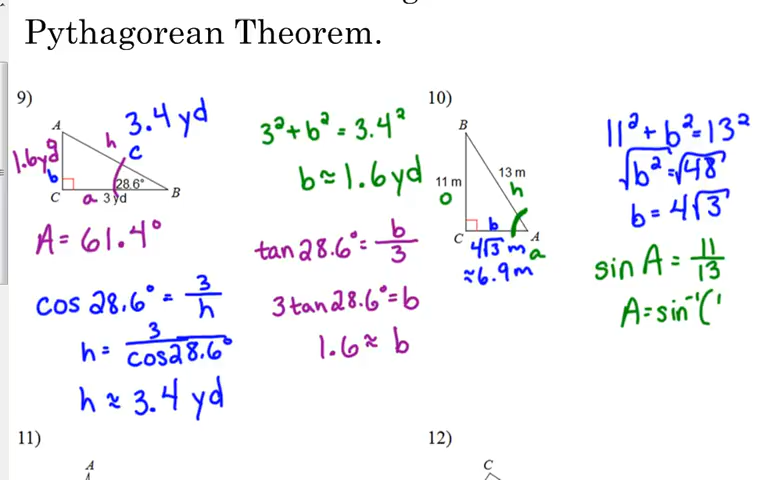 Pythagorean Theorem.
9)
A
3.4 yd
h
c
1.6yd
b
C
a
3 yd
28.6°
B
A = 61.4°
cos 28.6° = 3/h
h = 3/cos28.6°
h ≈ 3.4 yd
3² + b² = 3.4²
b ≈ 1.6 yd
tan 28.6° = b/3
3 tan 28.6° = b
1.6 ≈ b
10)
B
13 m
h
11 m
o
C
b
A
4√3 m
a
≈ 6.9 m
11² + b² = 13²
√b² = √48
b = 4√3
sin A = 11/13
A = sin⁻¹(
11)
A
12)
C